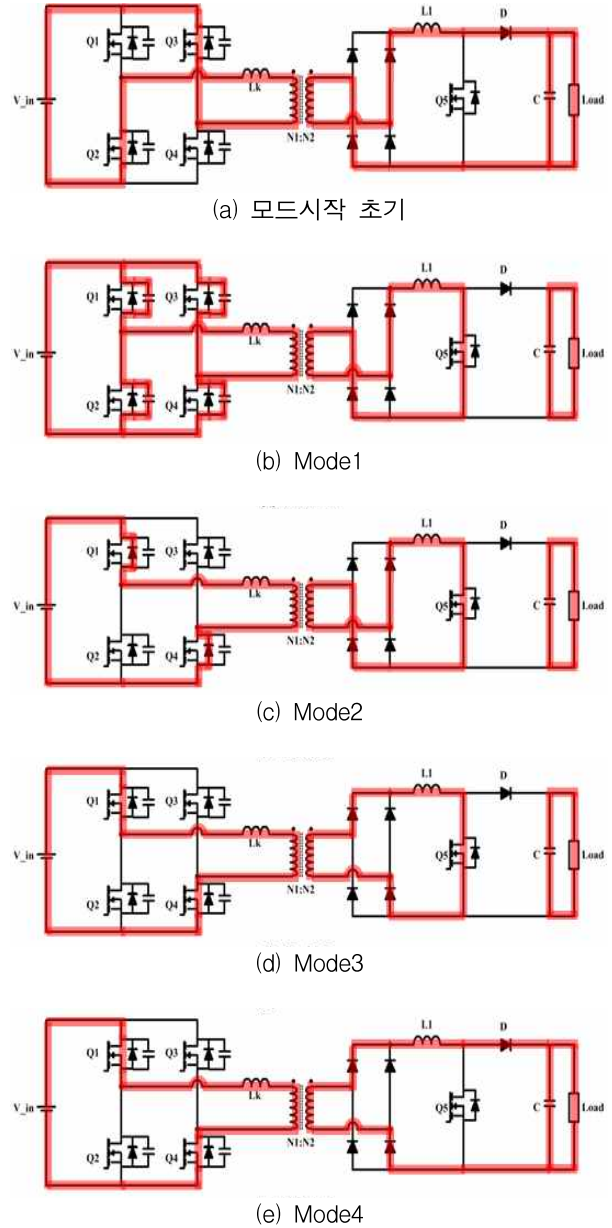 Q1 Q3 L1 D
V_in Lk Q5 C Load
Q2 Q4 N1:N2
(a) 모드시작 초기
Q1 Q3 L1 D
V_in Lk Q5 C Load
Q2 Q4 N1:N2
(b) Mode1
Q1 Q3 L1 D
V_in Lk Q5 C Load
Q2 Q4 N1:N2
(c) Mode2
Q1 Q3 L1 D
V_in Lk Q5 C Load
Q2 Q4 N1:N2
(d) Mode3
Q1 Q3 L1 D
V_in Lk Q5 C Load
Q2 Q4 N1:N2
(e) Mode4